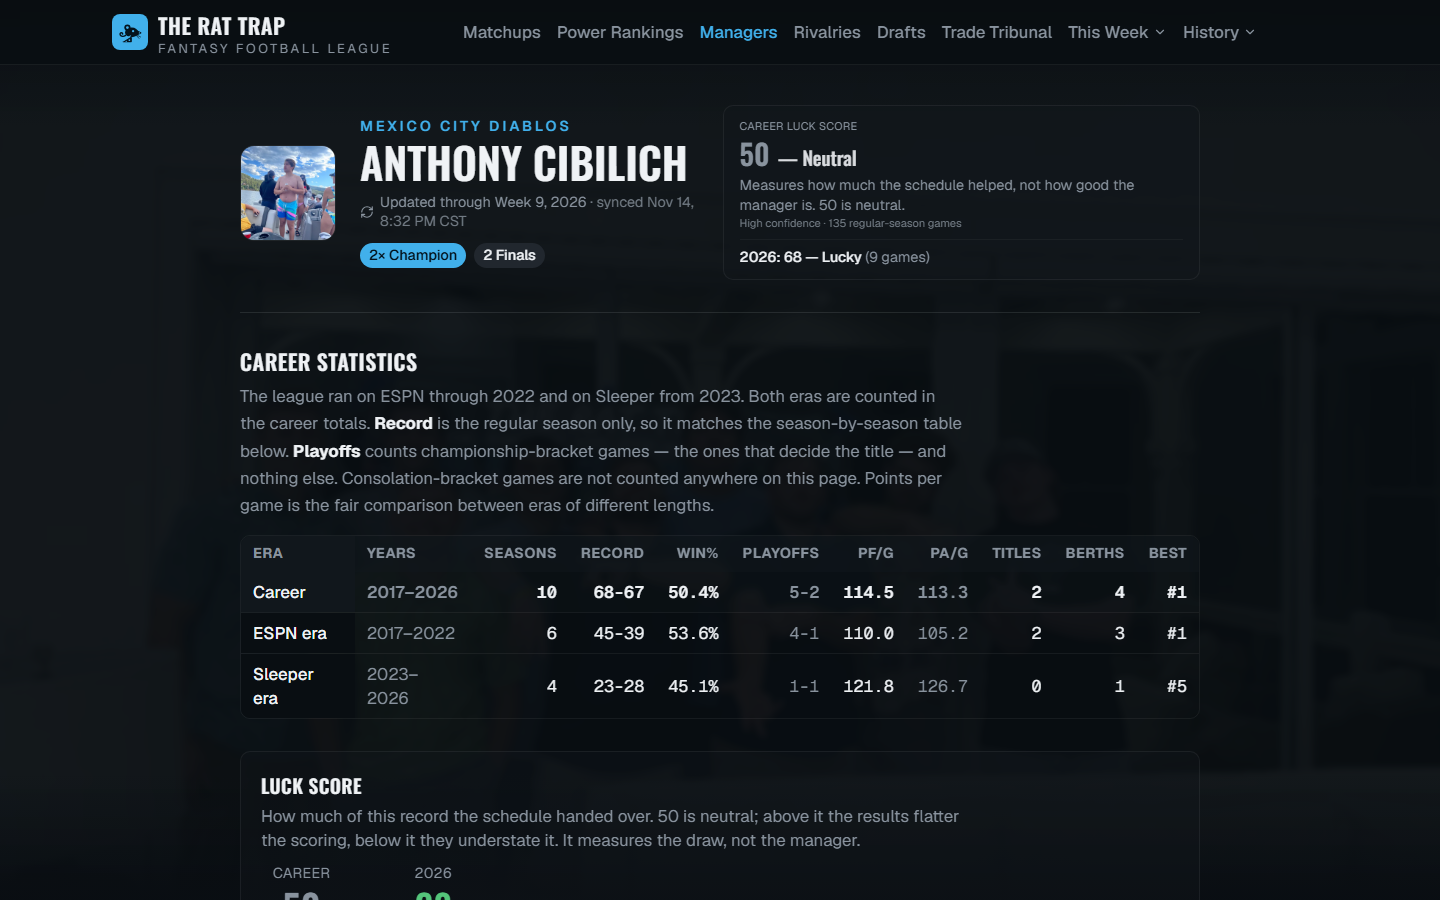 THE RAT TRAP
FANTASY FOOTBALL LEAGUE
Matchups Power Rankings Managers Rivalries Drafts Trade Tribunal This Week History
MEXICO CITY DIABLOS
ANTHONY CIBILICH
Updated through Week 9, 2026 · synced Nov 14,
8:32 PM CST
2× Champion 2 Finals
CAREER LUCK SCORE
50 — Neutral
Measures how much the schedule helped, not how good the
manager is. 50 is neutral.
High confidence · 135 regular-season games
2026: 68 — Lucky (9 games)
CAREER STATISTICS
The league ran on ESPN through 2022 and on Sleeper from 2023. Both eras are counted in
the career totals. Record is the regular season only, so it matches the season-by-season table
below. Playoffs counts championship-bracket games — the ones that decide the title — and
nothing else. Consolation-bracket games are not counted anywhere on this page. Points per
game is the fair comparison between eras of different lengths.
ERA YEARS SEASONS RECORD WIN% PLAYOFFS PF/G PA/G TITLES BERTHS BEST
Career 2017–2026 10 68-67 50.4% 5-2 114.5 113.3 2 4 #1
ESPN era 2017–2022 6 45-39 53.6% 4-1 110.0 105.2 2 3 #1
Sleeper era 2023–2026 4 23-28 45.1% 1-1 121.8 126.7 0 1 #5
LUCK SCORE
How much of this record the schedule handed over. 50 is neutral; above it the results flatter
the scoring, below it they understate it. It measures the draw, not the manager.
CAREER 2026